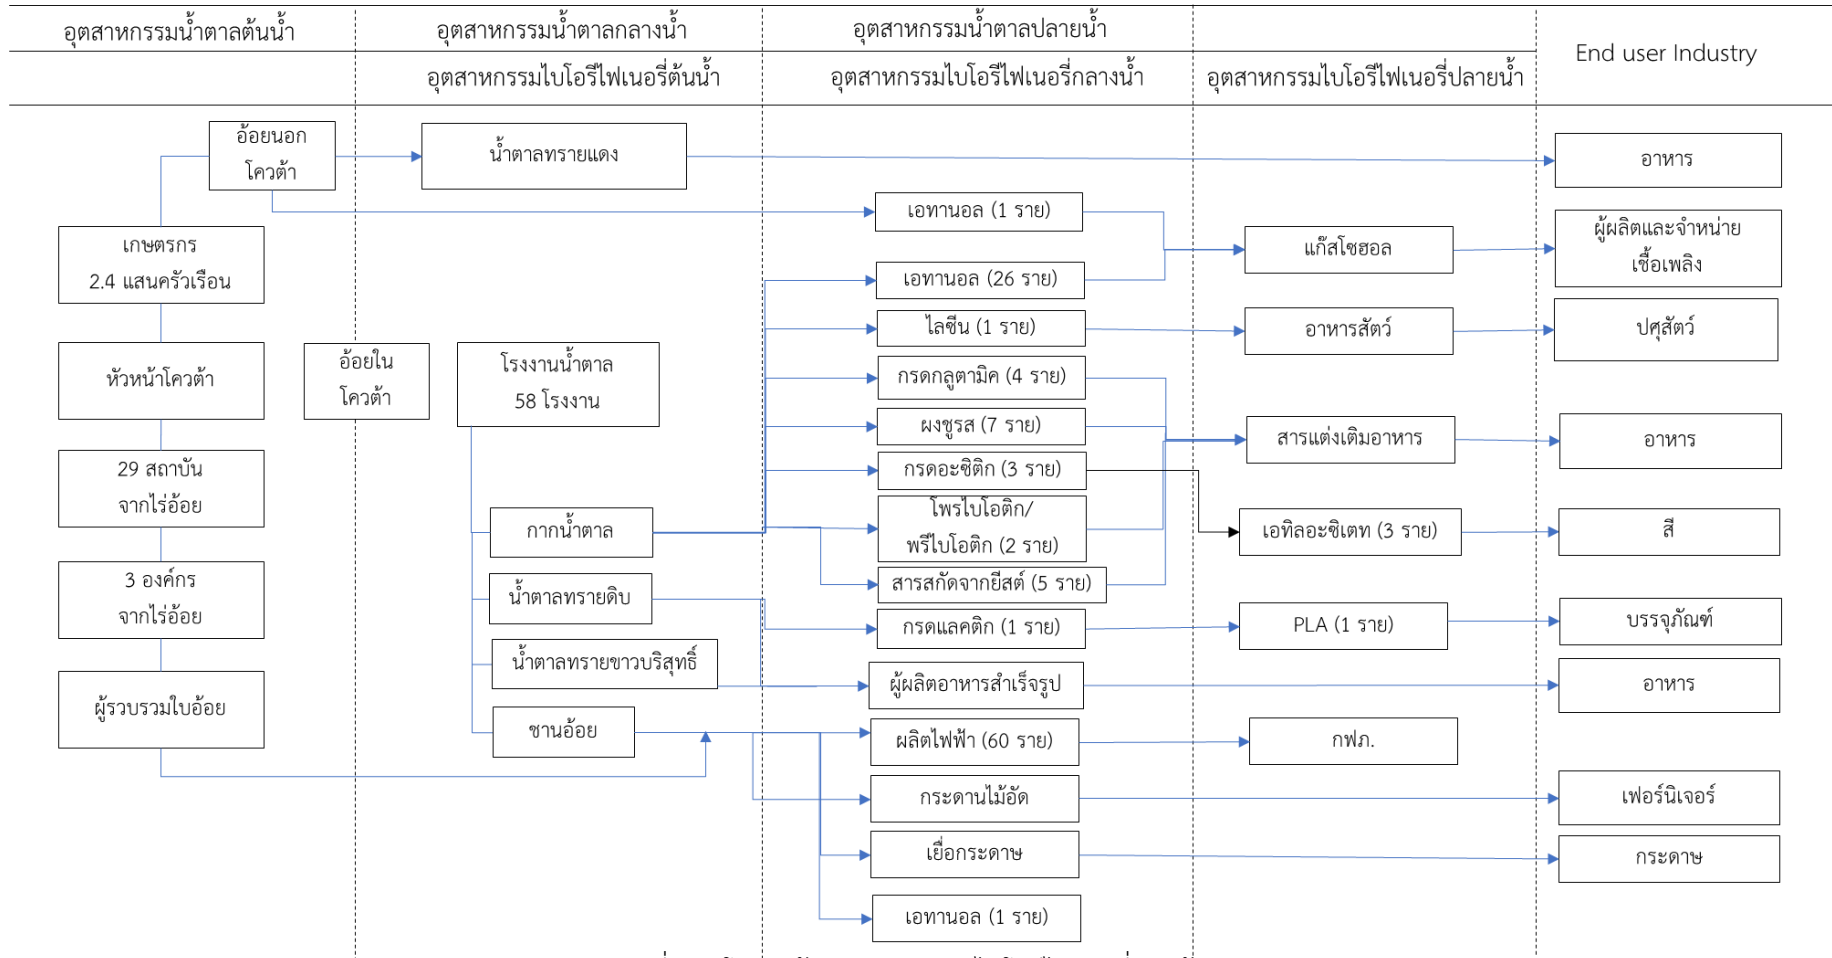 อุตสาหกรรมน้ำตาลต้นน้ำ
อุตสาหกรรมน้ำตาลกลางน้ำ
อุตสาหกรรมน้ำตาลปลายน้ำ
End user Industry
อุตสาหกรรมไบโอรีไฟเนอรี่ต้นน้ำ
อุตสาหกรรมไบโอรีไฟเนอรี่กลางน้ำ
อุตสาหกรรมไบโอรีไฟเนอรี่ปลายน้ำ
อ้อยนอก
โควต้า
น้ำตาลทรายแดง
อาหาร
เอทานอล (1 ราย)
เกษตรกร
2.4 แสนครัวเรือน
แก๊สโซฮอล
ผู้ผลิตและจำหน่าย
เชื้อเพลิง
เอทานอล (26 ราย)
ไลซีน (1 ราย)
อาหารสัตว์
ปศุสัตว์
หัวหน้าโควต้า
อ้อยใน
โควต้า
โรงงานน้ำตาล
58 โรงงาน
กรดกลูตามิค (4 ราย)
ผงชูรส (7 ราย)
สารแต่งเติมอาหาร
อาหาร
29 สถาบัน
จากไร่อ้อย
กรดอะซิติก (3 ราย)
กากน้ำตาล
โพรไบโอติก/
พรีไบโอติก (2 ราย)
เอทิลอะซิเตท (3 ราย)
สี
3 องค์กร
จากไร่อ้อย
น้ำตาลทรายดิบ
สารสกัดจากยีสต์ (5 ราย)
กรดแลคติก (1 ราย)
PLA (1 ราย)
บรรจุภัณฑ์
น้ำตาลทรายขาวบริสุทธิ์
ผู้ผลิตอาหารสำเร็จรูป
อาหาร
ผู้รวบรวมใบอ้อย
ชานอ้อย
ผลิตไฟฟ้า (60 ราย)
กฟภ.
กระดานไม้อัด
เฟอร์นิเจอร์
เยื่อกระดาษ
กระดาษ
เอทานอล (1 ราย)